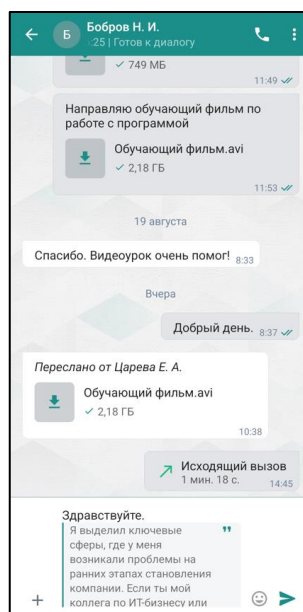 Бобров Н. И.
Б
:25 | Готов к диалогу
749 МБ
11:49
Направляю обучающий фильм по
работе с программой
Обучающий фильм.avi
2,18 ГБ
11:53
19 августа
Спасибо. Видеоурок очень помог! 8:33
Вчера
Добрый день. 8:37
Переслано от Царева Е. А.
Обучающий фильм.avi
2,18 ГБ
10:38
Исходящий вызов
1 мин. 18 с. 14:45
Здравствуйте.
Я выделил ключевые
сферы, где у меня
возникали проблемы на
ранних этапах становления
компании. Если ты мой
коллега по ИТ-бизнесу или